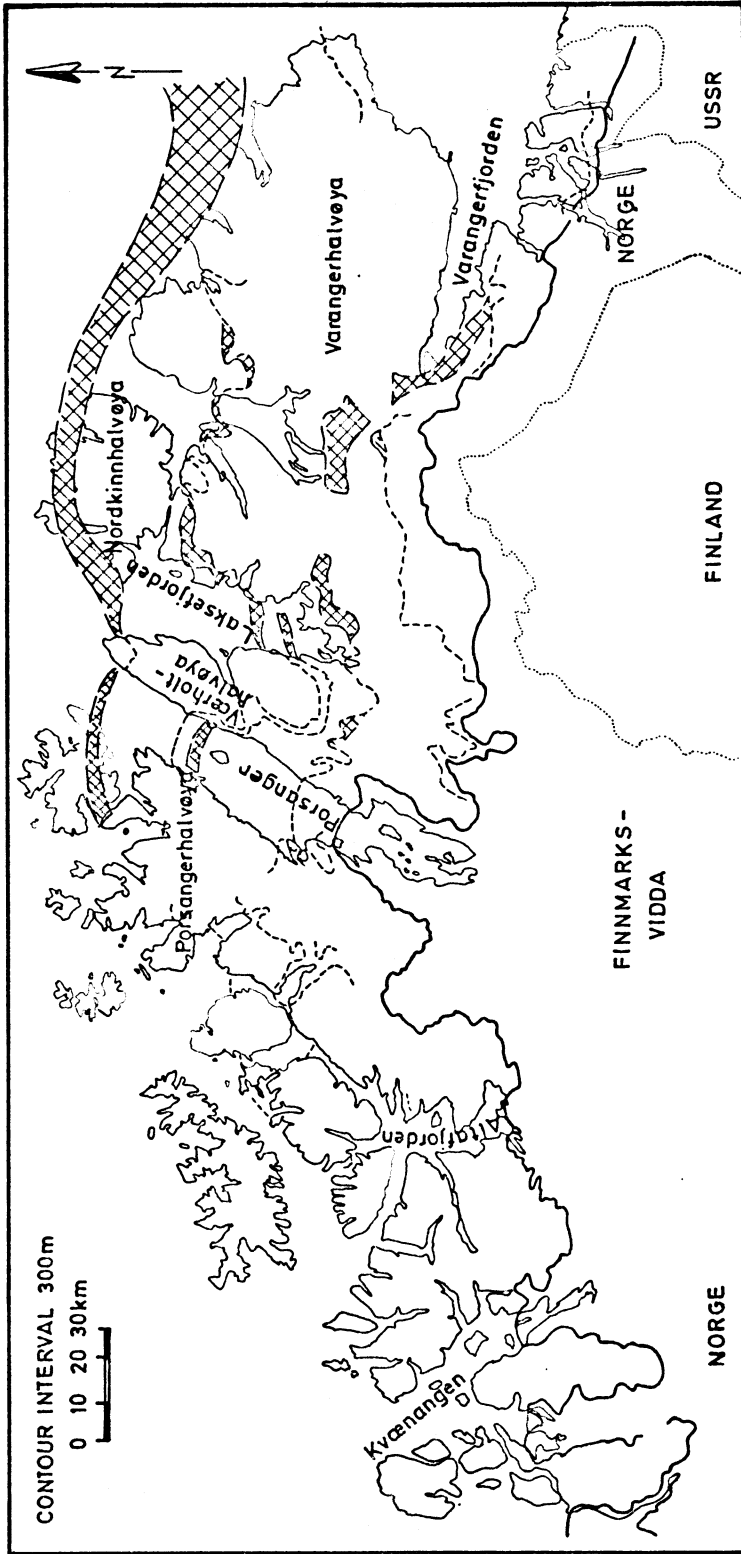 CONTOUR INTERVAL 300m
0 10 20 30km
N
Nordkinnhalvøya
Laksefjorden
Værholt-
halvøya
Porsanger
Porsangerhalvøya
Varangerhalvøya
Varangerfjorden
Altafjorden
Kvænangen
NORGE
USSR
FINLAND
FINNMARKS-
VIDDA
NORGE